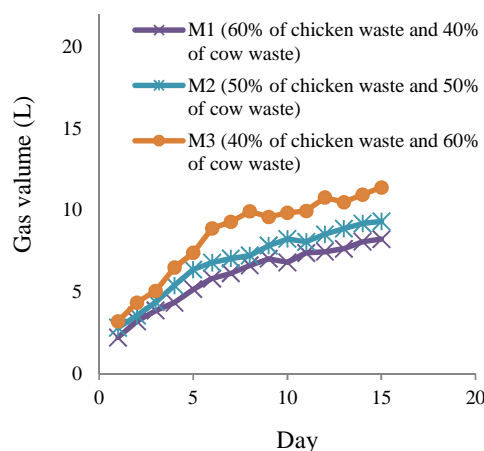 20
15
10
5
0
Gas valume (L)
M1 (60% of chicken waste and 40%
of cow waste)
M2 (50% of chicken waste and 50%
of cow waste)
M3 (40% of chicken waste and 60%
of cow waste)
0 5 10 15 20
Day